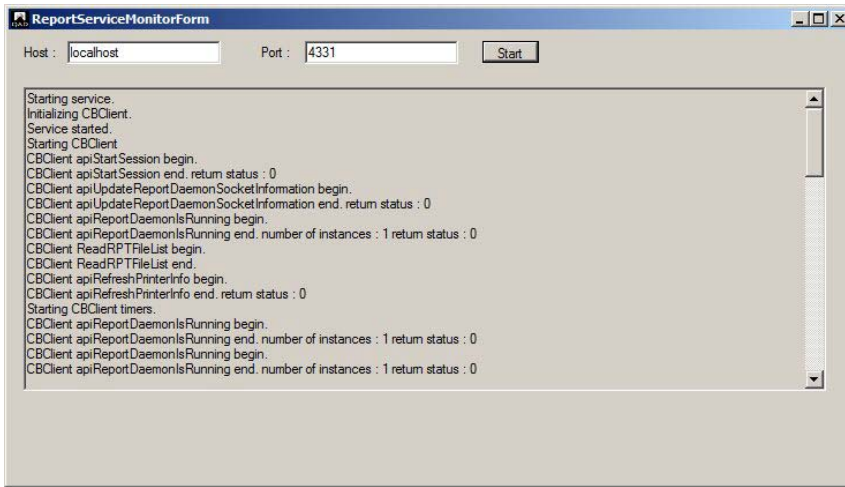 QAD ReportServiceMonitorForm
Host : localhost Port : 4331 Start
Starting service.
Initializing CBClient.
Service started.
Starting CBClient
CBClient apiStartSession begin.
CBClient apiStartSession end. return status : 0
CBClient apiUpdateReportDaemonSocketInformation begin.
CBClient apiUpdateReportDaemonSocketInformation end. return status : 0
CBClient apiReportDaemonIsRunning begin.
CBClient apiReportDaemonIsRunning end. number of instances : 1 return status : 0
CBClient ReadRPTFileList begin.
CBClient ReadRPTFileList end.
CBClient apiRefreshPrinterInfo begin.
CBClient apiRefreshPrinterInfo end. return status : 0
Starting CBClient timers.
CBClient apiReportDaemonIsRunning begin.
CBClient apiReportDaemonIsRunning end. number of instances : 1 return status : 0
CBClient apiReportDaemonIsRunning begin.
CBClient apiReportDaemonIsRunning end. number of instances : 1 return status : 0